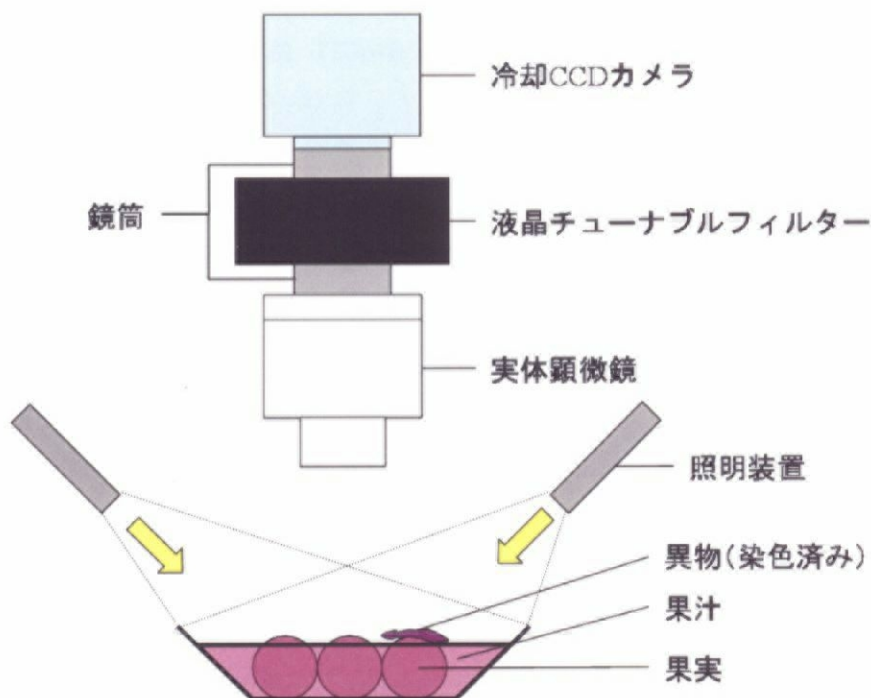 冷却CCDカメラ
鏡筒
液晶チューナブルフィルター
実体顕微鏡
照明装置
異物(染色済み)
果汁
果実